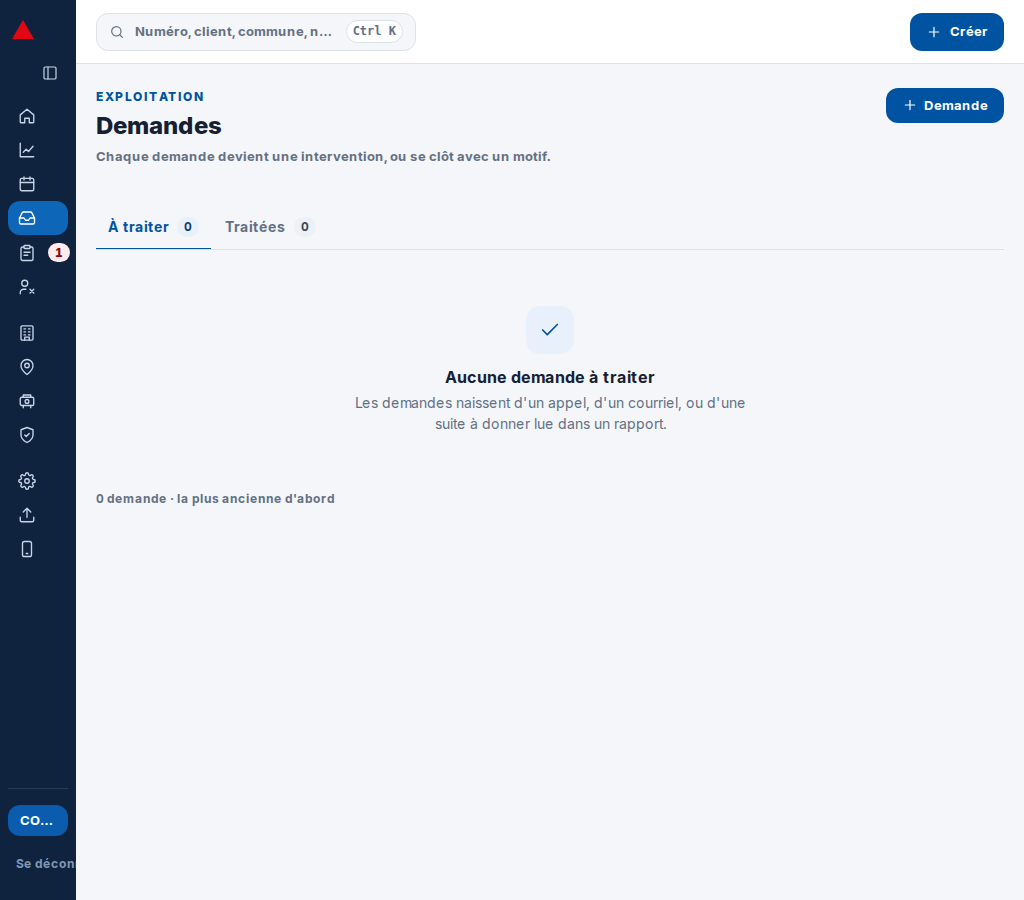 Numéro, client, commune, n... Ctrl K
Créer
EXPLOITATION
Demandes
Demande
Chaque demande devient une intervention, ou se clôt avec un motif.
À traiter 0 Traitées 0
1
Aucune demande à traiter
Les demandes naissent d'un appel, d'un courriel, ou d'une
suite à donner lue dans un rapport.
0 demande · la plus ancienne d'abord
CO...
Se décon